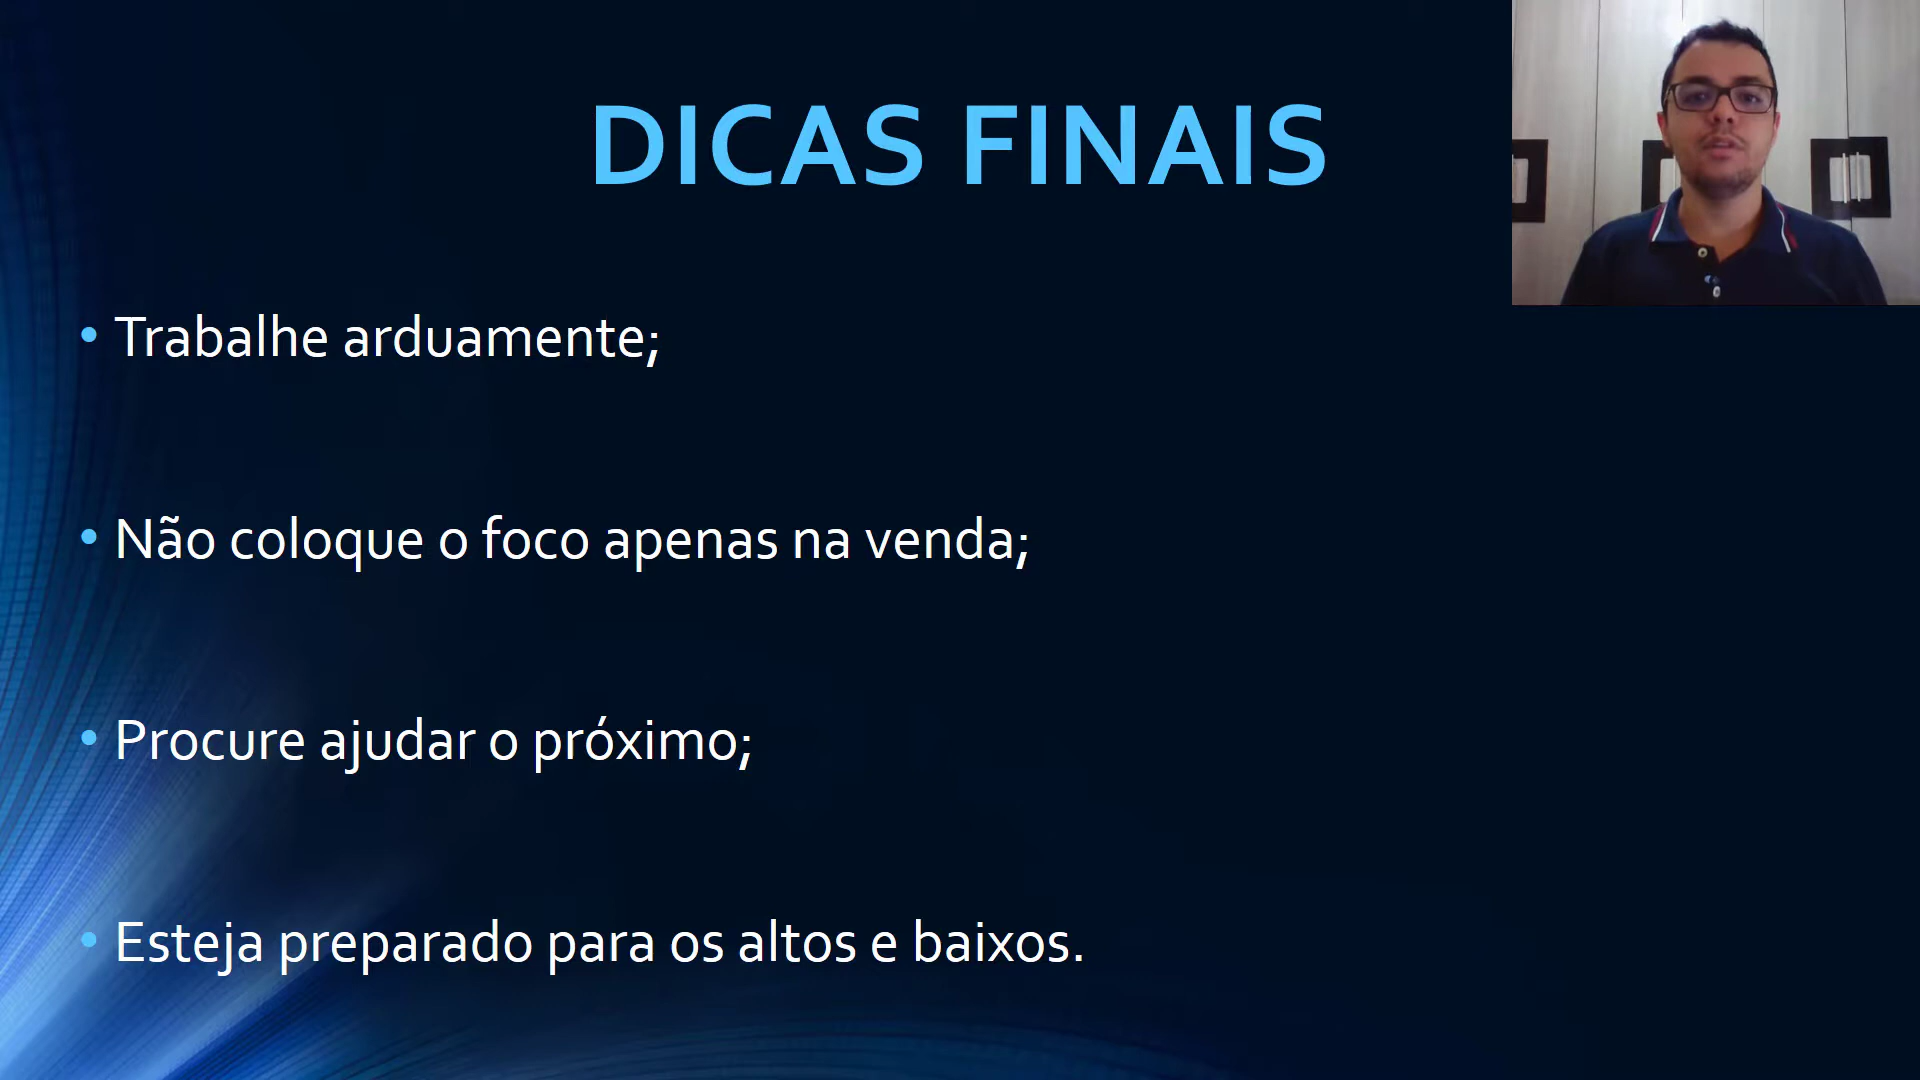 DICAS FINAIS
• Trabalhe arduamente;
• Não coloque o foco apenas na venda;
• Procure ajudar o próximo;
• Esteja preparado para os altos e baixos.